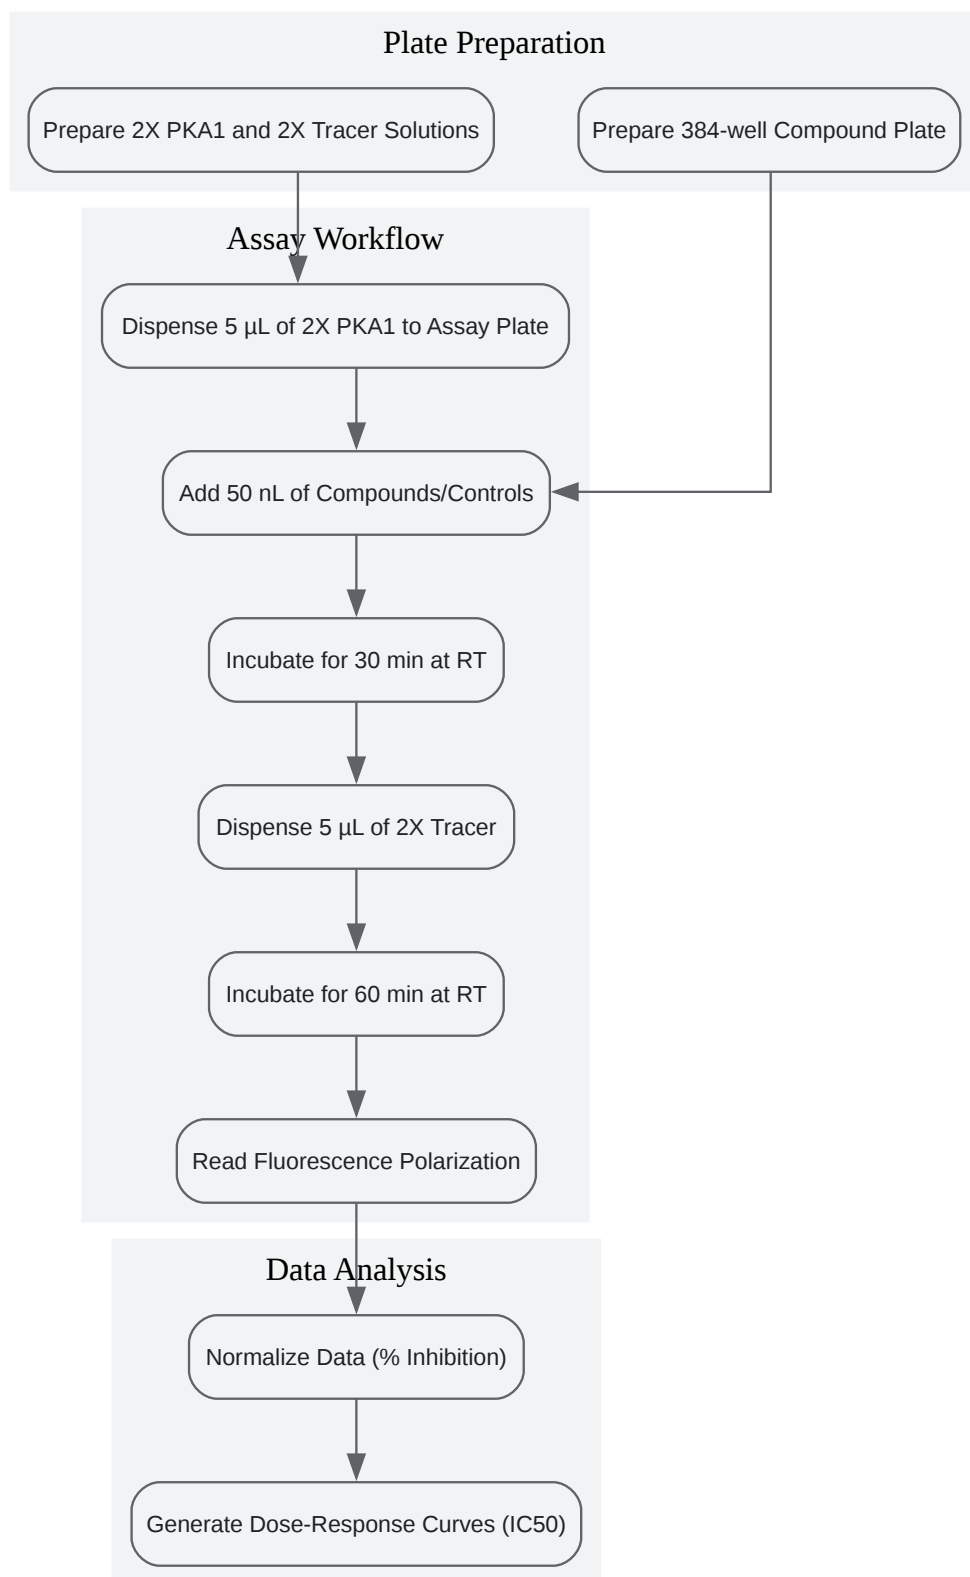 Plate Preparation
Prepare 2X PKA1 and 2X Tracer Solutions
Prepare 384-well Compound Plate
Assay Workflow
Dispense 5 µL of 2X PKA1 to Assay Plate
Add 50 nL of Compounds/Controls
Incubate for 30 min at RT
Dispense 5 µL of 2X Tracer
Incubate for 60 min at RT
Read Fluorescence Polarization
Data Analysis
Normalize Data (% Inhibition)
Generate Dose-Response Curves (IC50)